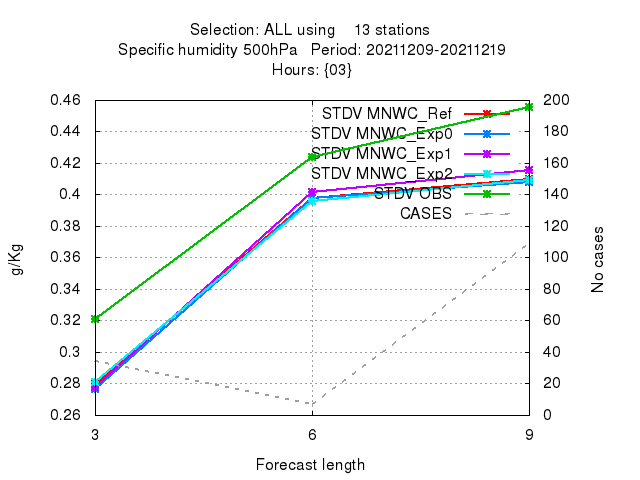 Selection: ALL using 13 stations
Specific humidity 500hPa Period: 20211209-20211219
Hours: {03}
0.46
0.44
0.42
0.4
0.38
0.36
0.34
0.32
0.3
0.28
0.26
g/Kg
STDV MNWC_Ref
STDV MNWC_Exp0
STDV MNWC_Exp1
STDV MNWC_Exp2
STDV OBS
CASES
200
180
160
140
120
100
80
60
40
20
0
No cases
3 6 9
Forecast length